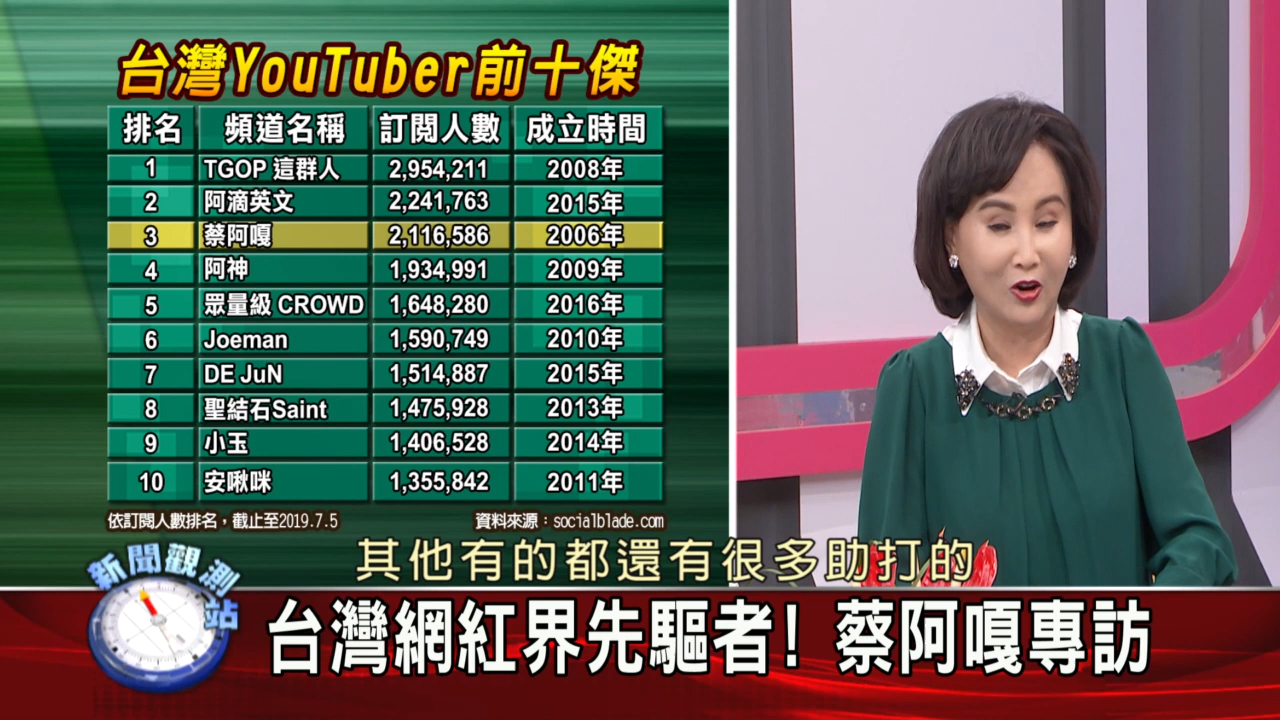 台灣YouTuber前十傑
排名 頻道名稱 訂閱人數 成立時間
1 TGOP 這群人 2,954,211 2008年
2 阿滴英文 2,241,763 2015年
3 蔡阿嘎 2,116,586 2006年
4 阿神 1,934,991 2009年
5 眾量級 CROWD 1,648,280 2016年
6 Joeman 1,590,749 2010年
7 DE JuN 1,514,887 2015年
8 聖結石Saint 1,475,928 2013年
9 小玉 1,406,528 2014年
10 安啾咪 1,355,842 2011年
依訂閱人數排名，截止至2019.7.5 資料來源：socialblade.com
其他有的都還有很多助打的
新聞觀測站
台灣網紅界先驅者! 蔡阿嘎專訪